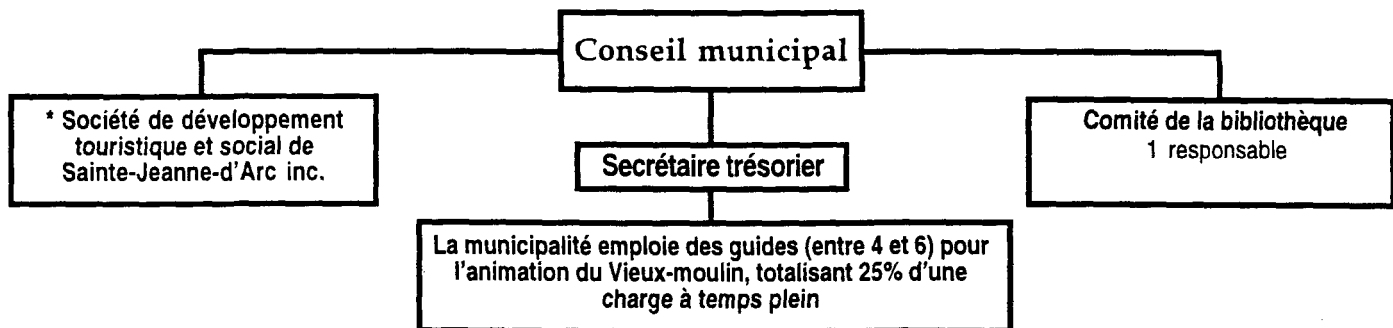 Conseil municipal
* Société de développement
touristique et social de
Sainte-Jeanne-d'Arc inc.
Comité de la bibliothèque
1 responsable
Secrétaire trésorier
La municipalité emploie des guides (entre 4 et 6) pour
l'animation du Vieux-moulin, totalisant 25% d'une
charge à temps plein